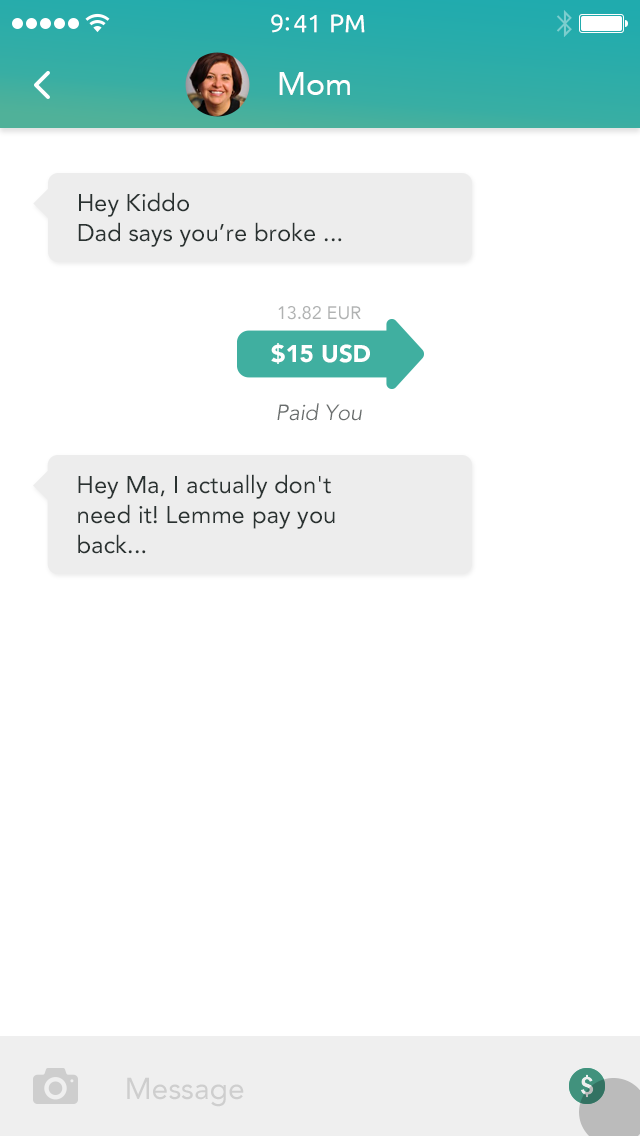 9:41 PM
Mom
Hey Kiddo
Dad says you’re broke ...
13.82 EUR
$15 USD
Paid You
Hey Ma, I actually don't
need it! Lemme pay you
back...
Message
$